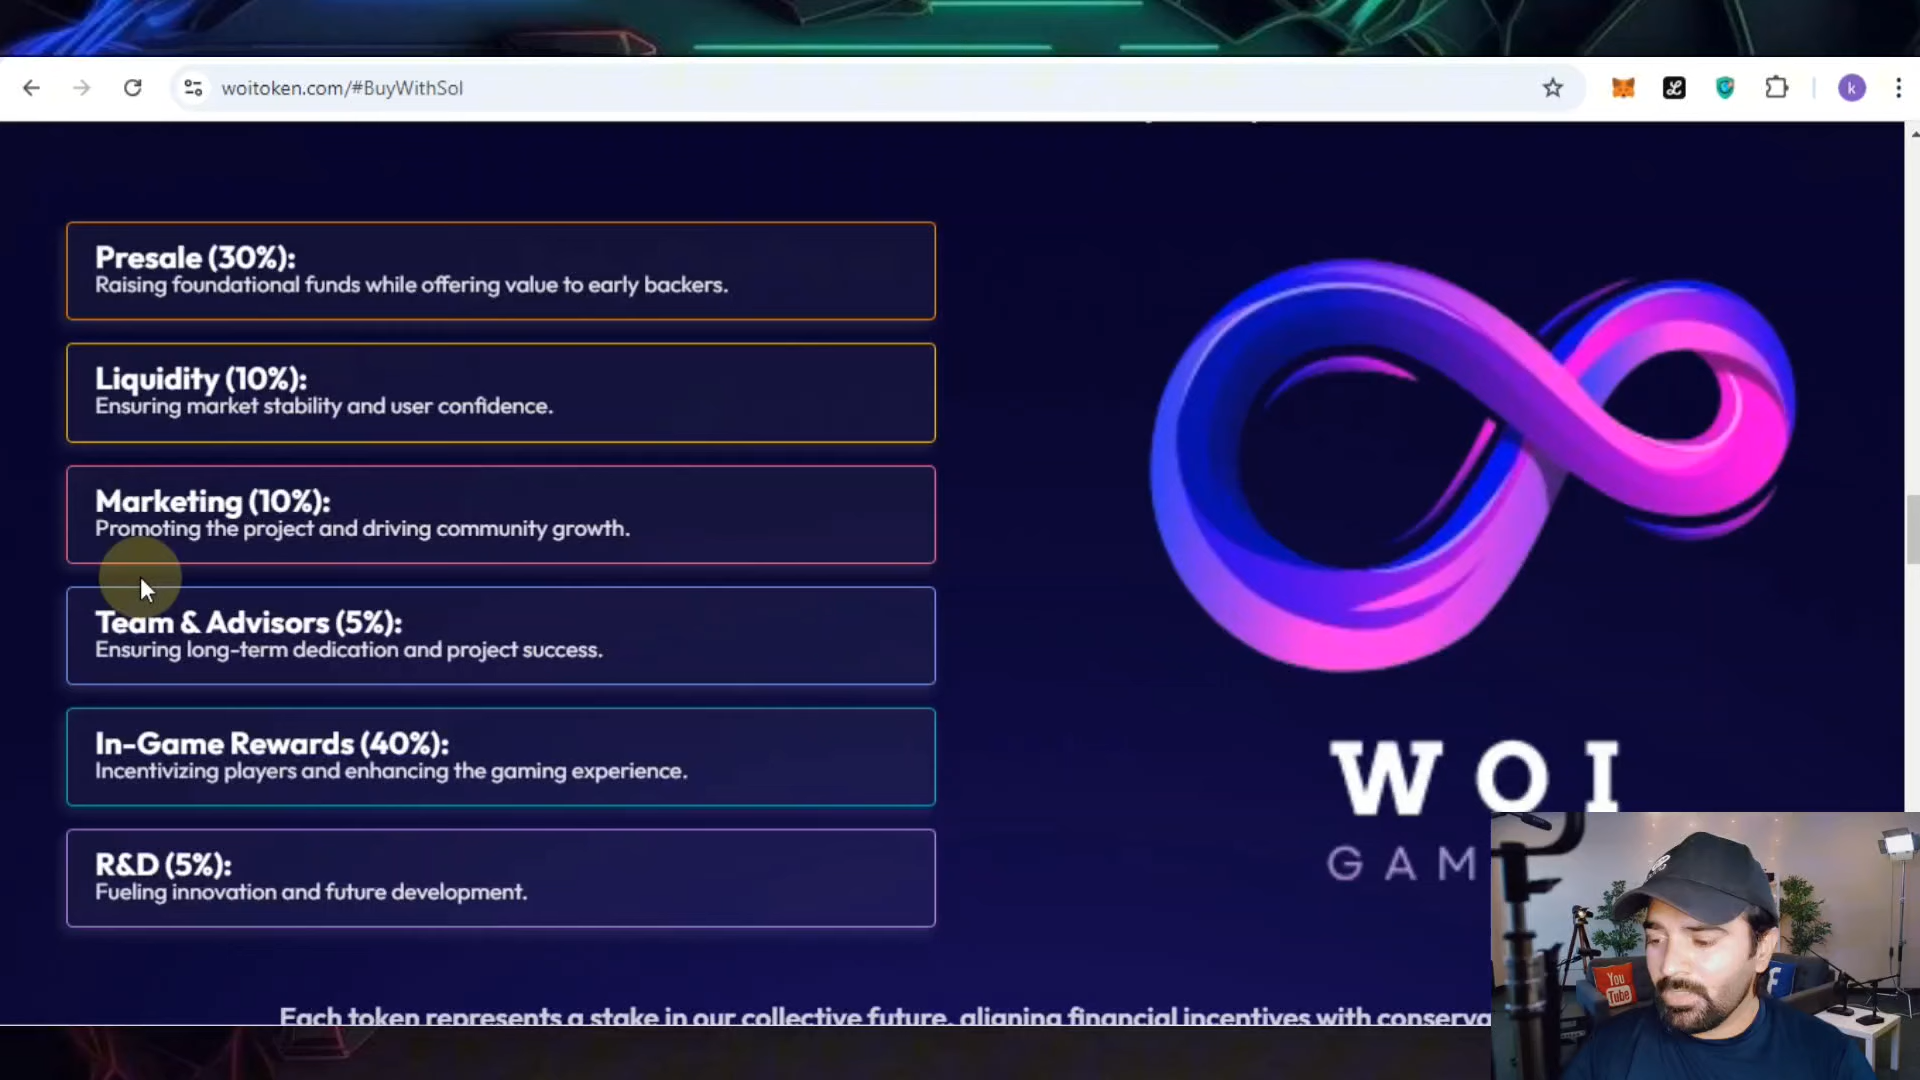 woitoken.com/#BuyWithSol
k
Presale (30%):
Raising foundational funds while offering value to early backers.
Liquidity (10%):
Ensuring market stability and user confidence.
Marketing (10%):
Promoting the project and driving community growth.
Team & Advisors (5%):
Ensuring long-term dedication and project success.
In-Game Rewards (40%):
Incentivizing players and enhancing the gaming experience.
R&D (5%):
Fueling innovation and future development.
WOI
GAM
Each token represents a stake in our collective future, aligning financial incentives with
You
Tube